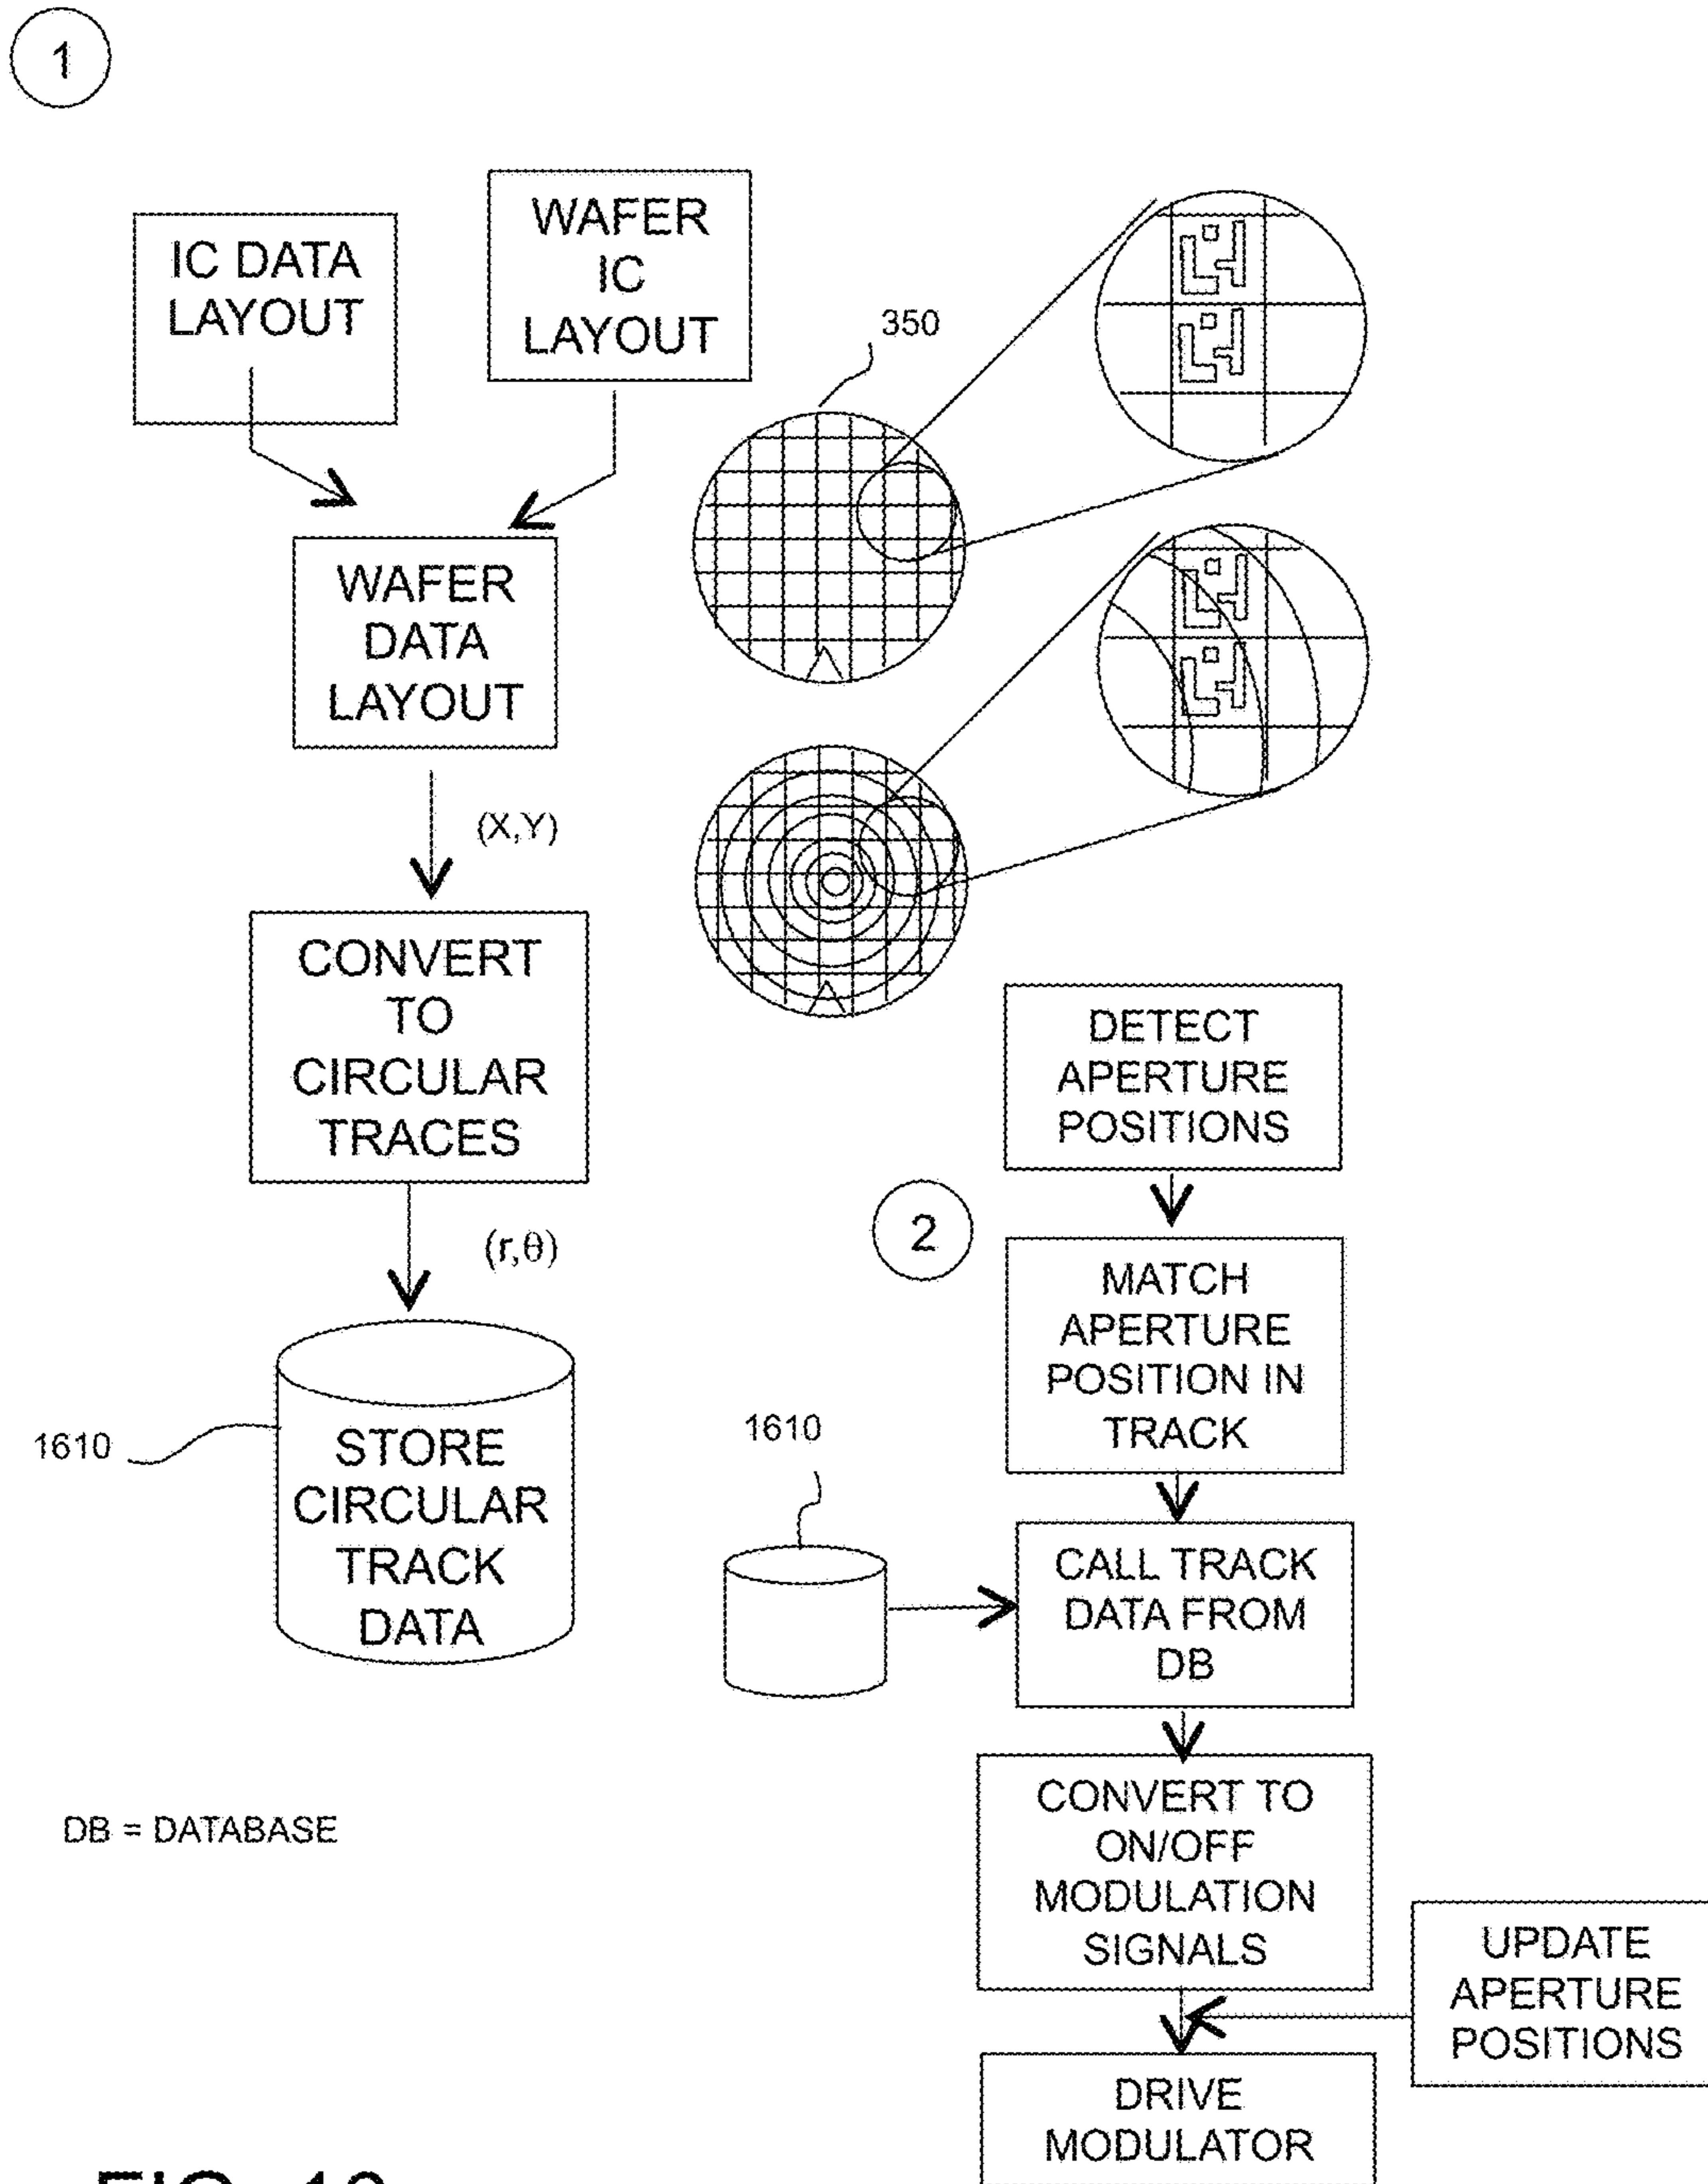 1
IC DATA
LAYOUT
WAFER
IC
LAYOUT
350
WAFER
DATA
LAYOUT
(X,Y)
CONVERT
TO
CIRCULAR
TRACES
(r,θ)
1610
STORE
CIRCULAR
TRACK
DATA
DB = DATABASE
2
DETECT
APERTURE
POSITIONS
MATCH
APERTURE
POSITION IN
TRACK
1610
CALL TRACK
DATA FROM
DB
CONVERT TO
ON/OFF
MODULATION
SIGNALS
UPDATE
APERTURE
POSITIONS
DRIVE
MODULATOR
FIG.